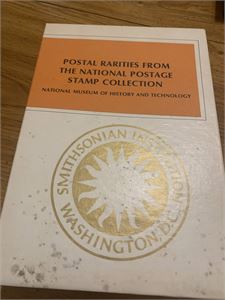 POSTAL RARITIES FROM
THE NATIONAL POSTAGE
STAMP COLLECTION
NATIONAL MUSEUM OF HISTORY AND TECHNOLOGY
SMITHSONIAN INSTITUTION
WASHINGTON, D.C.